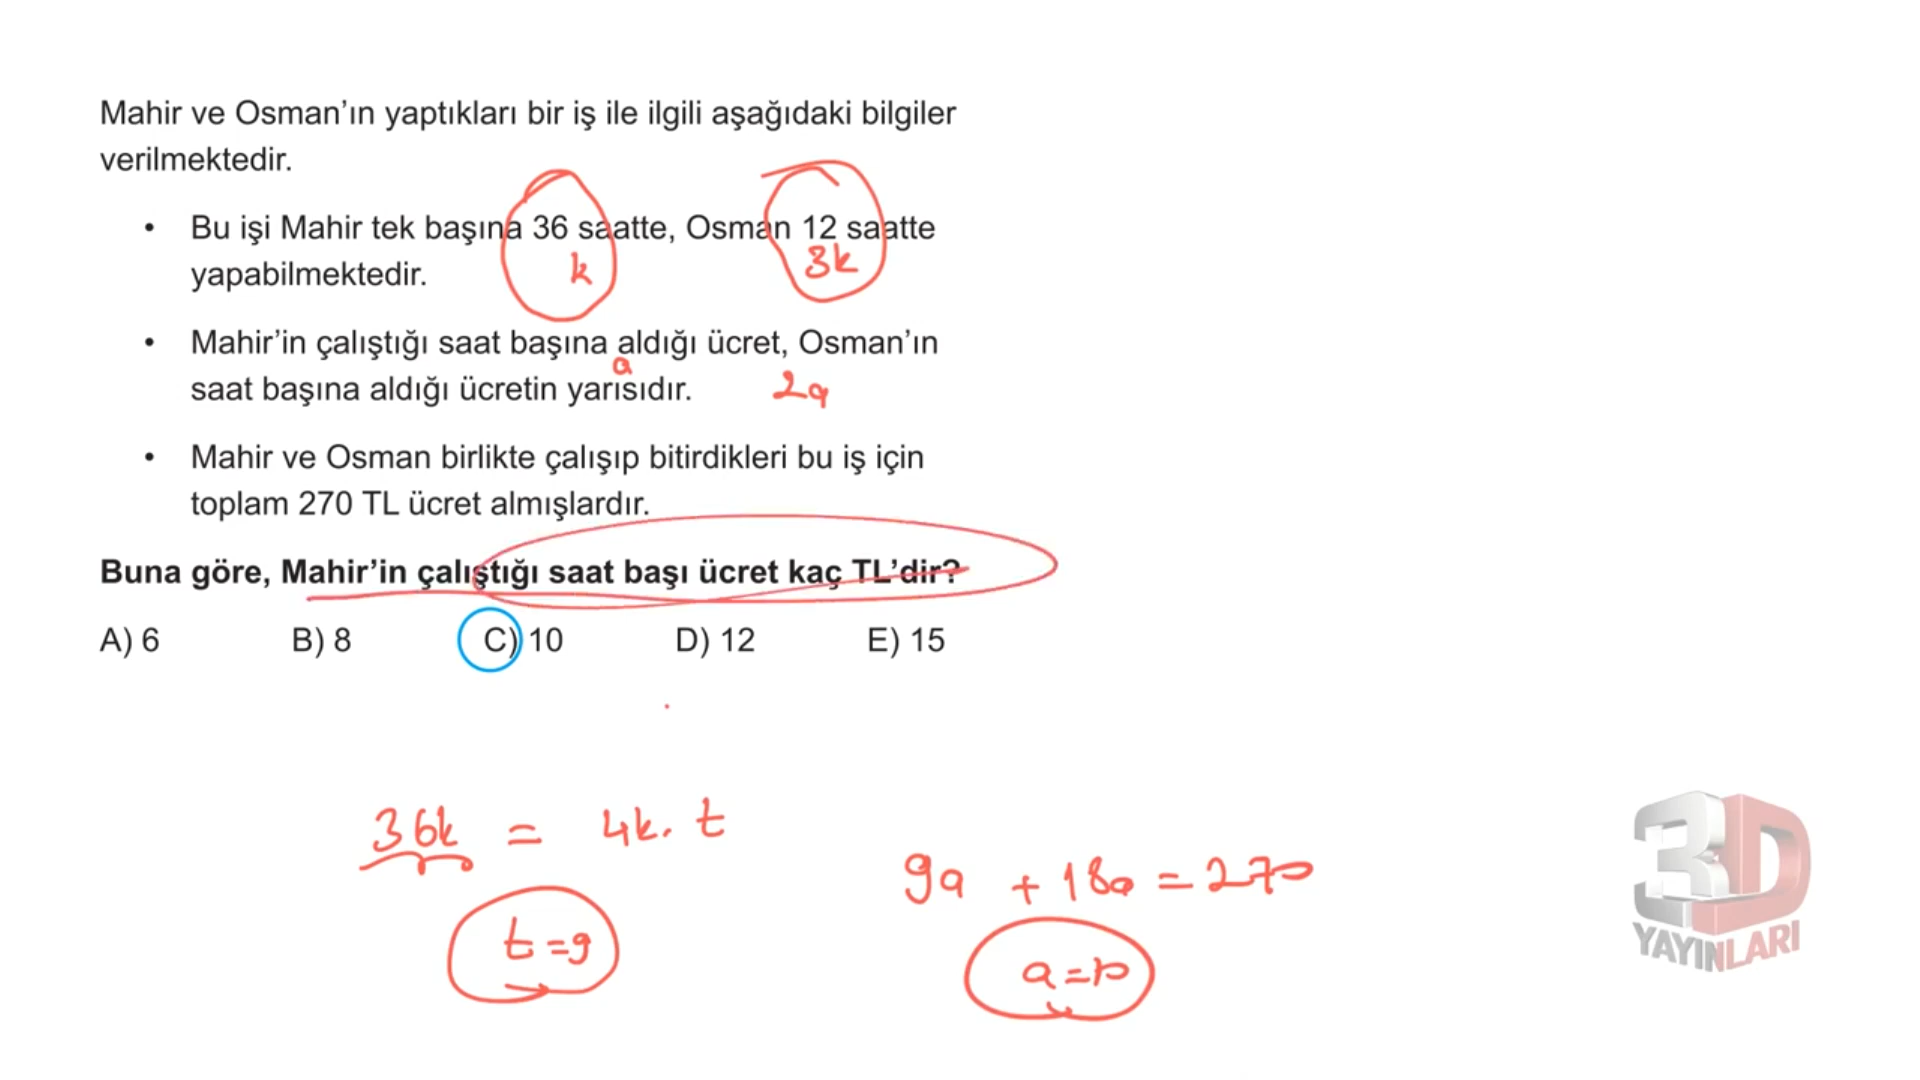 Mahir ve Osman’ın yaptıkları bir iş ile ilgili aşağıdaki bilgiler
verilmektedir.
• Bu işi Mahir tek başına 36 saatte, Osman 12 saatte
k 3k
yapabilmektedir.
• Mahir’in çalıştığı saat başına aldığı ücret, Osman’ın
a
saat başına aldığı ücretin yarısıdır. 2a
• Mahir ve Osman birlikte çalışıp bitirdikleri bu iş için
toplam 270 TL ücret almışlardır.
Buna göre, Mahir’in çalıştığı saat başı ücret kaç TL’dir?
A) 6 B) 8 C) 10 D) 12 E) 15
36k = 4k. t
t = 9
9a + 18a = 270
a = 10
3D
YAYINLARI